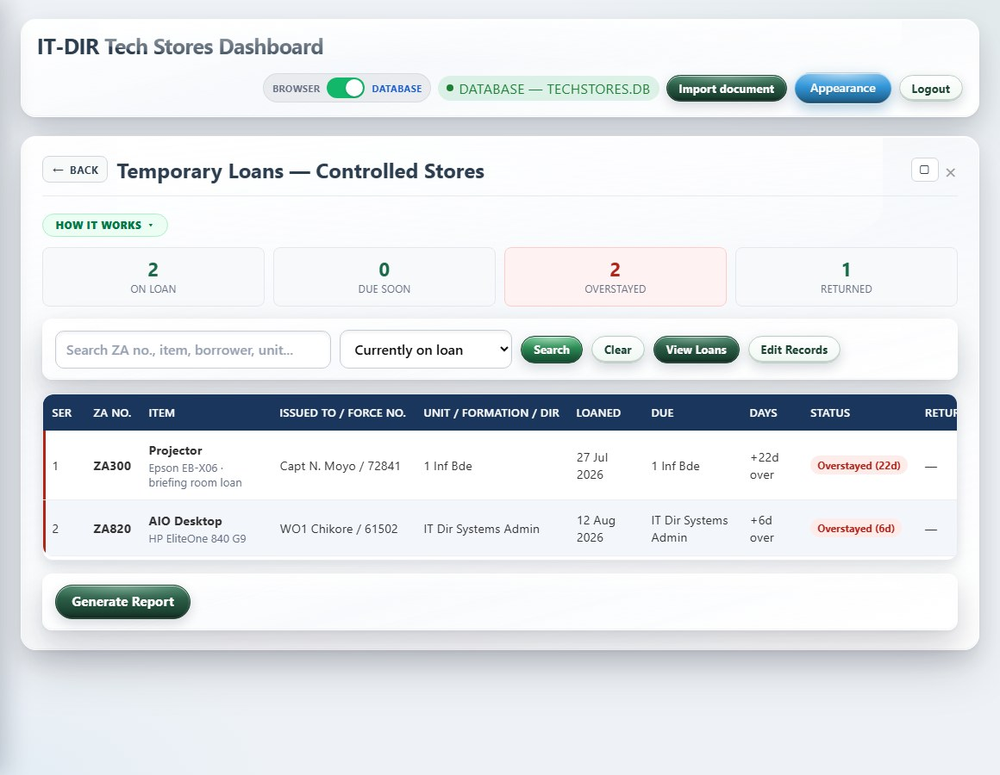 IT-DIR Tech Stores Dashboard
BROWSER DATABASE DATABASE — TECHSTORES.DB Import document Appearance Logout
← BACK Temporary Loans — Controlled Stores ×
HOW IT WORKS
2 0 2 1
ON LOAN DUE SOON OVERSTAYED RETURNED
Search ZA no., item, borrower, unit... Currently on loan Search Clear View Loans Edit Records
SER ZA NO. ITEM ISSUED TO / FORCE NO. UNIT / FORMATION / DIR LOANED DUE DAYS STATUS RETUR
1 ZA300 Projector Capt N. Moyo / 72841 1 Inf Bde 27 Jul 1 Inf Bde +22d Overstayed (22d) —
Epson EB-X06 · 2026 over
briefing room loan
2 ZA820 AIO Desktop WO1 Chikore / 61502 IT Dir Systems Admin 12 Aug IT Dir Systems +6d Overstayed (6d) —
HP EliteOne 840 G9 2026 Admin over
Generate Report